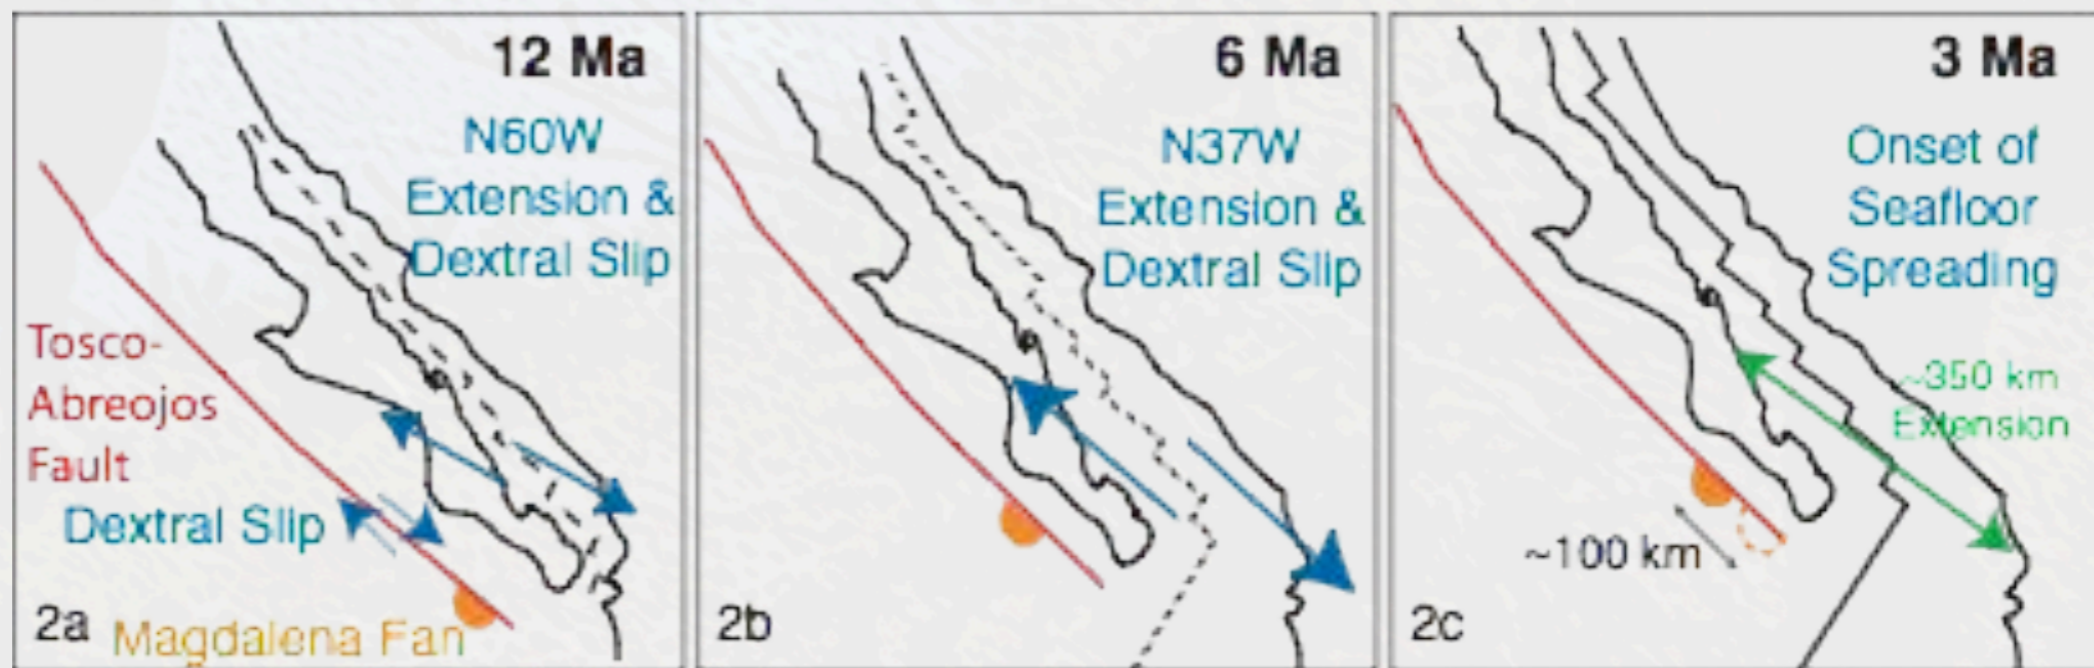 12 Ma
N60W
Extension &
Dextral Slip
Tosco-
Abreojos
Fault
Dextral Slip
2a
Magdalena Fan
6 Ma
N37W
Extension &
Dextral Slip
2b
3 Ma
Onset of
Seafloor
Spreading
~350 km
Extension
~100 km
2c